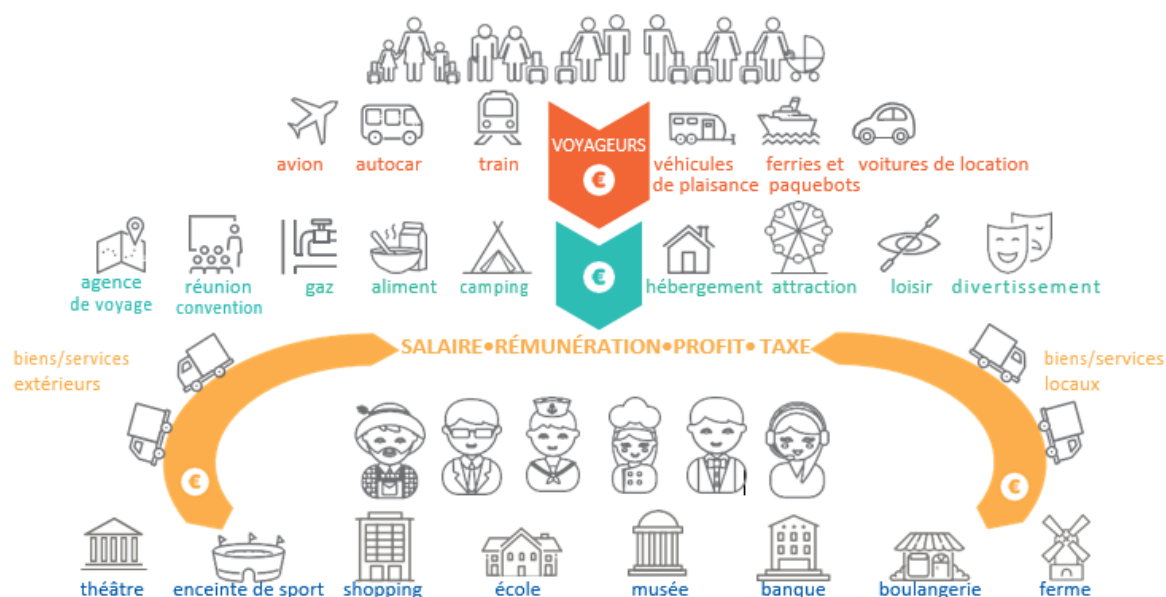 VOYAGEURS
€
avion
autocar
train
véhicules
de plaisance
ferries et
paquebots
voitures de location
€
agence
de voyage
réunion
convention
gaz
aliment
camping
hébergement
attraction
loisir
divertissement
SALAIRE•RÉMUNÉRATION•PROFIT• TAXE
biens/services
extérieurs
biens/services
locaux
€
€
théâtre
enceinte de sport
shopping
école
musée
banque
boulangerie
ferme